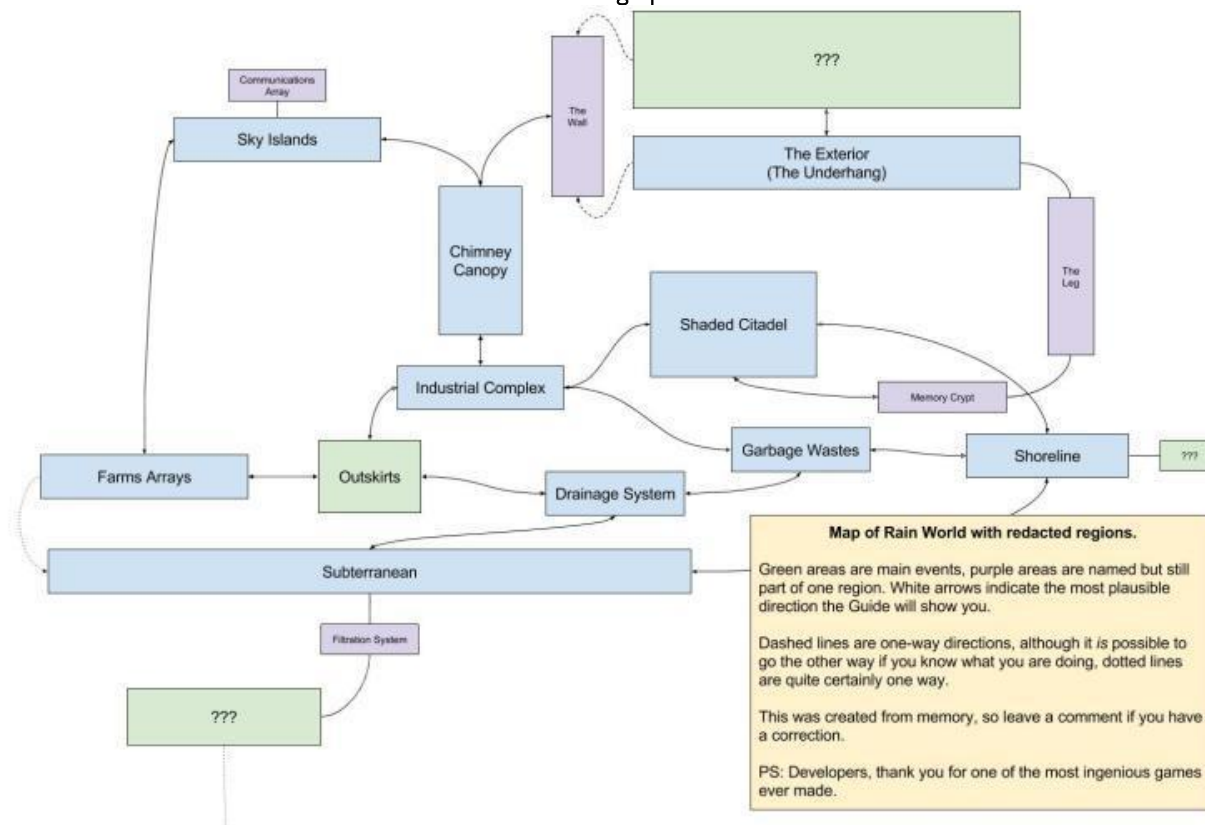 ???
Communications
Array
The
Wall
Sky Islands
The Exterior
(The Underhang)
Chimney
Canopy
The
Leg
Shaded Citadel
Industrial Complex
Memory Crypt
Garbage Wastes
Shoreline
???
Farms Arrays
Outskirts
Drainage System
Subterranean
Filtration System
???
Map of Rain World with redacted regions.
Green areas are main events, purple areas are named but still
part of one region. White arrows indicate the most plausible
direction the Guide will show you.
Dashed lines are one-way directions, although it is possible to
go the other way if you know what you are doing, dotted lines
are quite certainly one way.
This was created from memory, so leave a comment if you have
a correction.
PS: Developers, thank you for one of the most ingenious games
ever made.